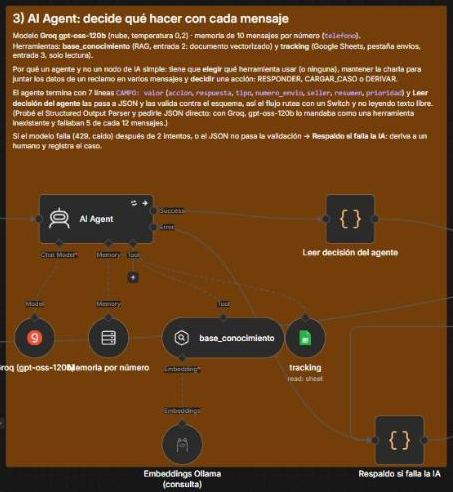 3) AI Agent: decide qué hacer con cada mensaje
Modelo Groq gpt-oss-120b (nube, temperatura 0,2) · memoria de 10 mensajes por número (telefono).
Herramientas: base_conocimiento (RAG, entrada 2: documento vectorizado) y tracking (Google Sheets, pestaña envios,
entrada 3, solo lectura).
Por qué un agente y no un nodo de IA simple: tiene que elegir qué herramienta usar (o ninguna), mantener la charla para
juntar los datos de un reclamo en varios mensajes y decidir una acción: RESPONDER, CARGAR_CASO o DERIVAR.
El agente termina con 7 líneas CAMPO: valor (accion, respuesta, tipo, numero_envio, seller, resumen, prioridad) y Leer
decisión del agente las pasa a JSON y las valida contra el esquema, así el flujo rutea con un Switch y no leyendo texto libre.
(Probé el Structured Output Parser y pedirle JSON directo: con Groq, gpt-oss-120b lo mandaba como una herramienta
inexistente y fallaban 5 de cada 12 mensajes.)
Si el modelo falla (429, caído) después de 2 intentos, o el JSON no pasa la validación → Respaldo si falla la IA: deriva a un
humano y registra el caso.
AI Agent
Success
Error
Chat Model*
Memory
Tool
Leer decisión del agente
Model
Memory
Tool
base_conocimiento
Embedding*
Groq (gpt-oss-120b)
Memoria por número
tracking
read: sheet
Embeddings
Embeddings Ollama
(consulta)
Respaldo si falla la IA